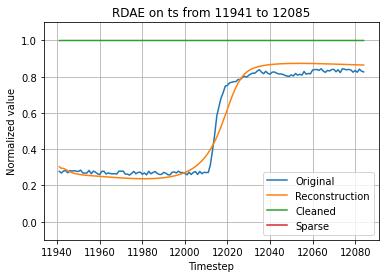 RDAE on ts from 11941 to 12085
1.0
0.8
0.6
0.4
0.2
0.0
Normalized value
Original
Reconstruction
Cleaned
Sparse
11940 11960 11980 12000 12020 12040 12060 12080
Timestep